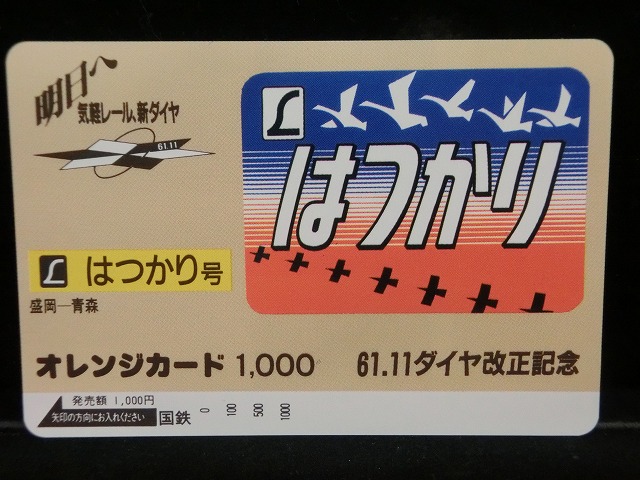 明日へ
気軽レール、新ダイヤ
61.11
L
はつかり
L はつかり号
盛岡―青森
オレンジカード 1,000
61.11ダイヤ改正記念
発売額 1,000円
矢印の方向にお入れください
国鉄
0 100 500 1000